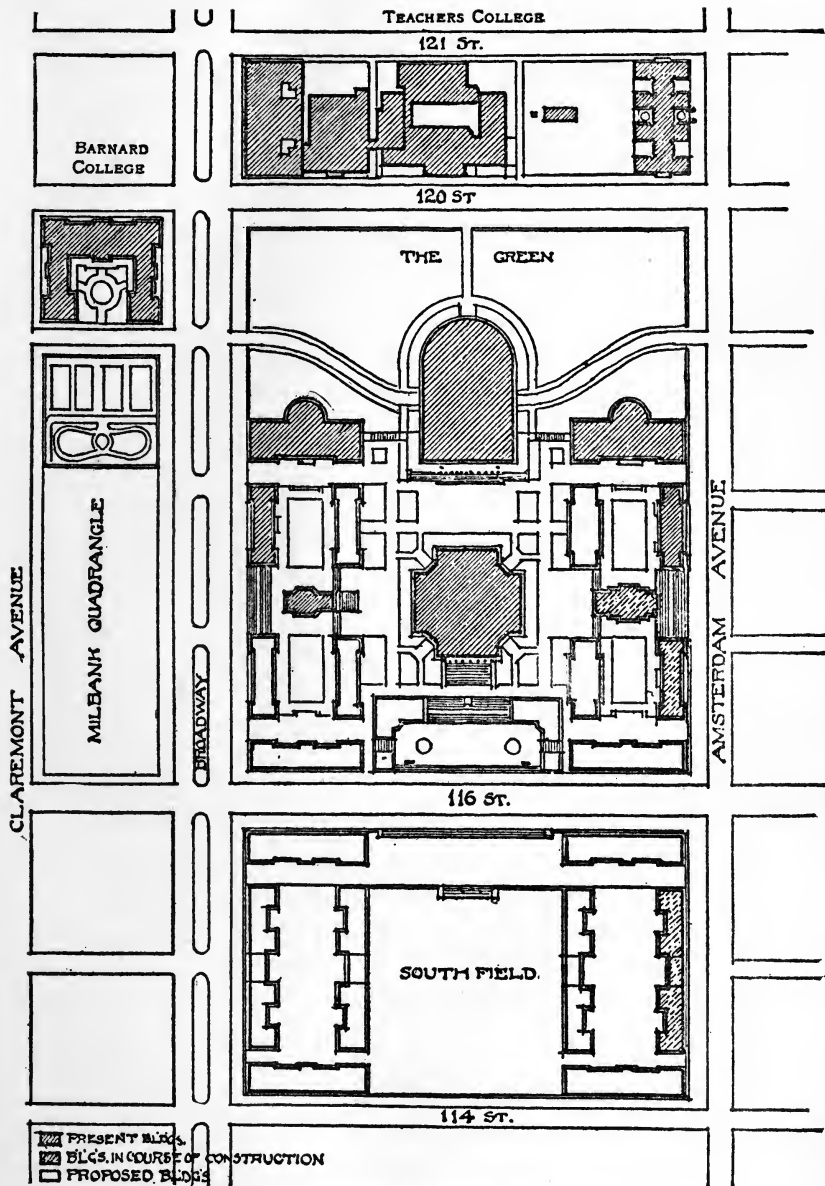 TEACHERS COLLEGE
121 ST.
BARNARD
COLLEGE
120 ST
THE GREEN
CLAREMONT AVENUE
MILBANK QUADRANGLE
BROADWAY
AMSTERDAM AVENUE
116 ST.
SOUTH FIELD.
114 ST.
PRESENT BLDGS.
BLGS. IN COURSE OF CONSTRUCTION
PROPOSED BLDGS